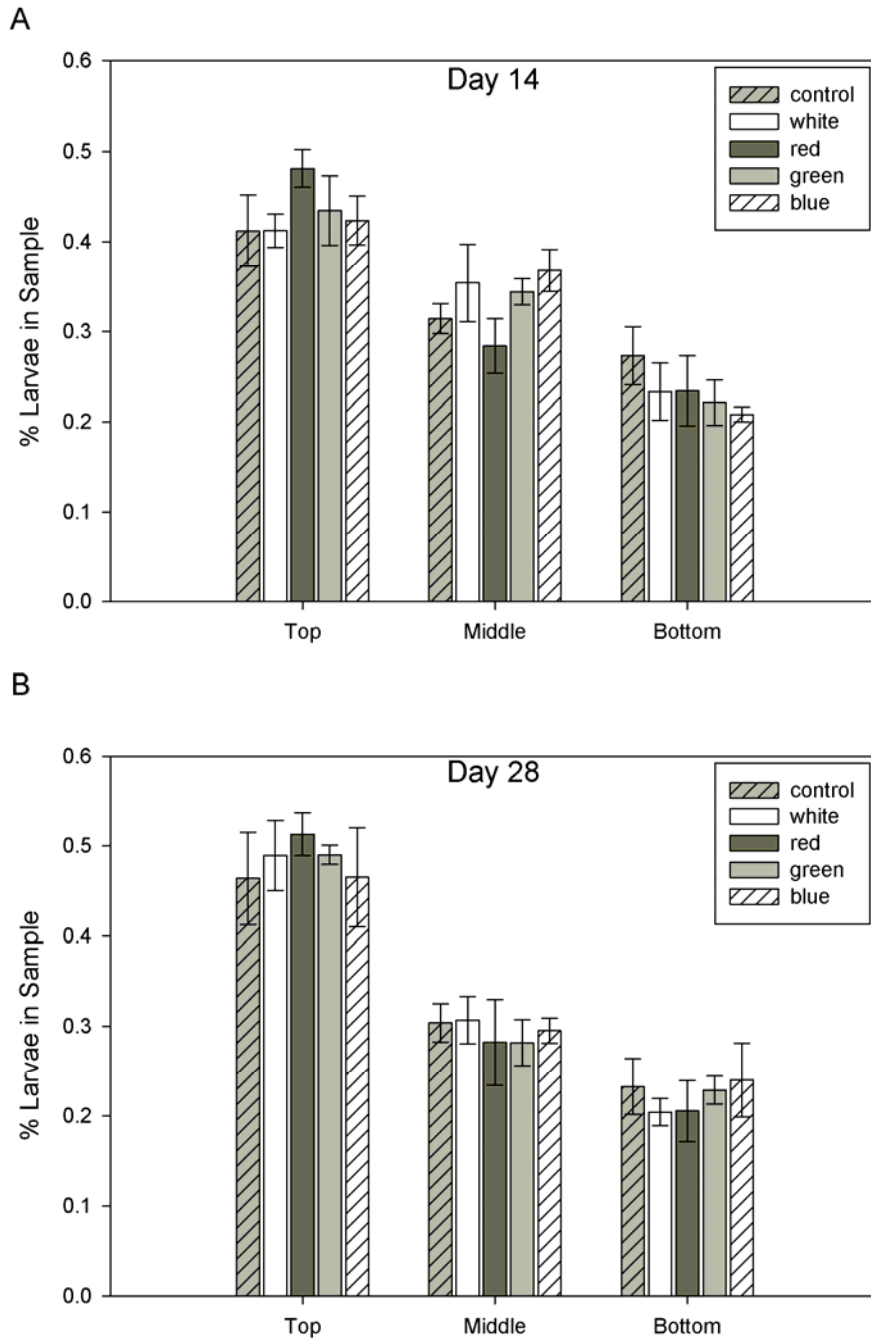 A
Day 14
control
white
red
green
blue
% Larvae in Sample
0.6
0.5
0.4
0.3
0.2
0.1
0.0
Top Middle Bottom
B
Day 28
control
white
red
green
blue
% Larvae in Sample
0.6
0.5
0.4
0.3
0.2
0.1
0.0
Top Middle Bottom